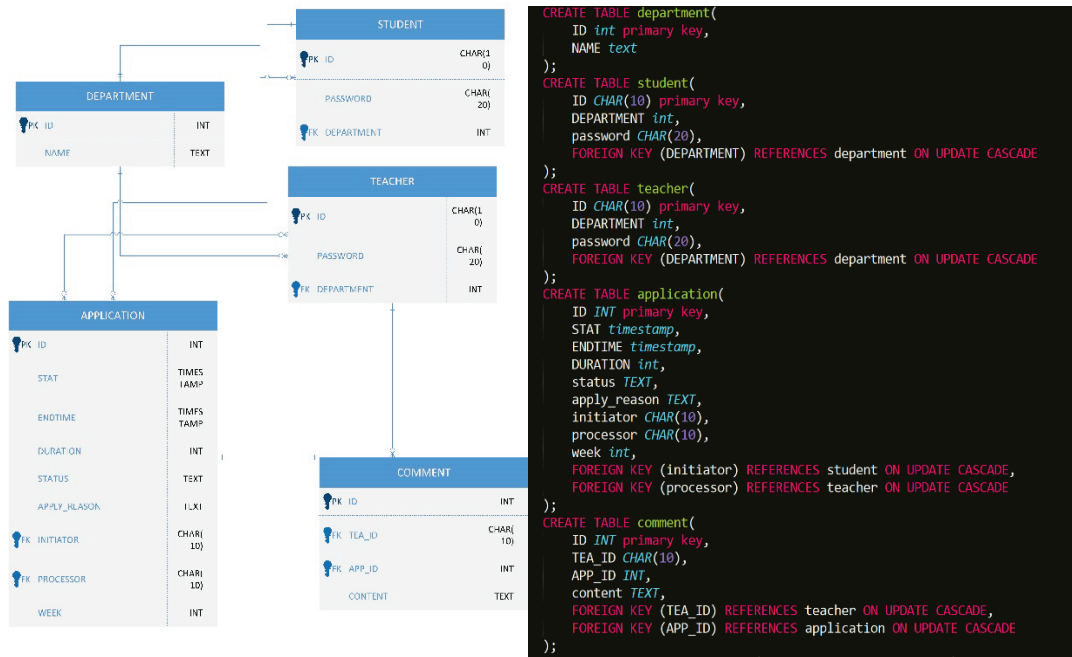 STUDENT
PK ID CHAR(1
0)
PASSWORD CHAR(
20)
FK DEPARTMENT INT
DEPARTMENT
PK ID INT
NAME TEXT
TEACHER
PK ID CHAR(1
0)
PASSWORD CHAR(
20)
FK DEPARTMENT INT
APPLICATION
PK ID INT
STAT TIMES
TAMP
ENDTIME TIMES
TAMP
DURATION INT
STATUS TEXT
APPLY_REASON TEXT
FK INITIATOR CHAR(
10)
FK PROCESSOR CHAR(
10)
WEEK INT
COMMENT
PK ID INT
FK TEA_ID CHAR(
10)
FK APP_ID INT
CONTENT TEXT
CREATE TABLE department(
ID int primary key,
NAME text
);
CREATE TABLE student(
ID CHAR(10) primary key,
DEPARTMENT int,
password CHAR(20),
FOREIGN KEY (DEPARTMENT) REFERENCES department ON UPDATE CASCADE
);
CREATE TABLE teacher(
ID CHAR(10) primary key,
DEPARTMENT int,
password CHAR(20),
FOREIGN KEY (DEPARTMENT) REFERENCES department ON UPDATE CASCADE
);
CREATE TABLE application(
ID INT primary key,
STAT timestamp,
ENDTIME timestamp,
DURATION int,
status TEXT,
apply_reason TEXT,
initiator CHAR(10),
processor CHAR(10),
week int,
FOREIGN KEY (initiator) REFERENCES student ON UPDATE CASCADE,
FOREIGN KEY (processor) REFERENCES teacher ON UPDATE CASCADE
);
CREATE TABLE comment(
ID INT primary key,
TEA_ID CHAR(10),
APP_ID INT,
content TEXT,
FOREIGN KEY (TEA_ID) REFERENCES teacher ON UPDATE CASCADE,
FOREIGN KEY (APP_ID) REFERENCES application ON UPDATE CASCADE
);